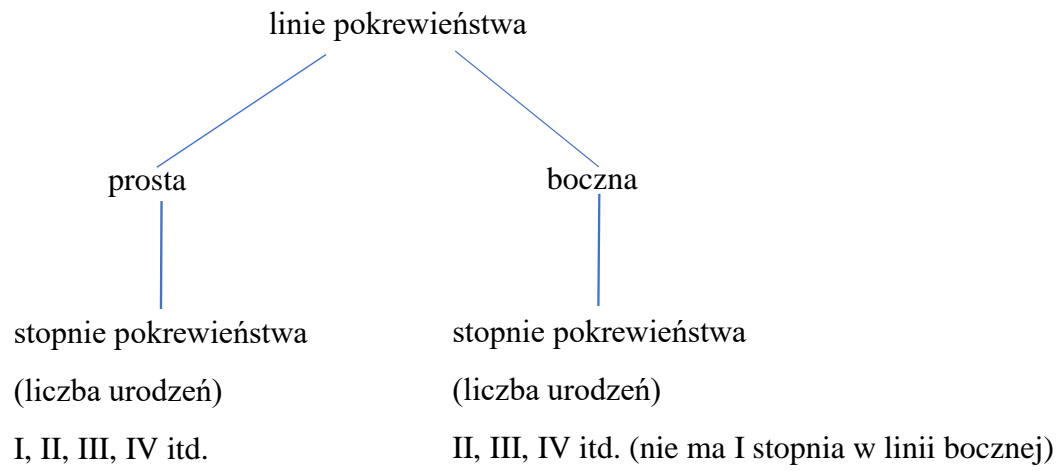 linie pokrewieństwa
prosta
boczna
stopnie pokrewieństwa
(liczba urodzeń)
I, II, III, IV itd.
stopnie pokrewieństwa
(liczba urodzeń)
II, III, IV itd. (nie ma I stopnia w linii bocznej)